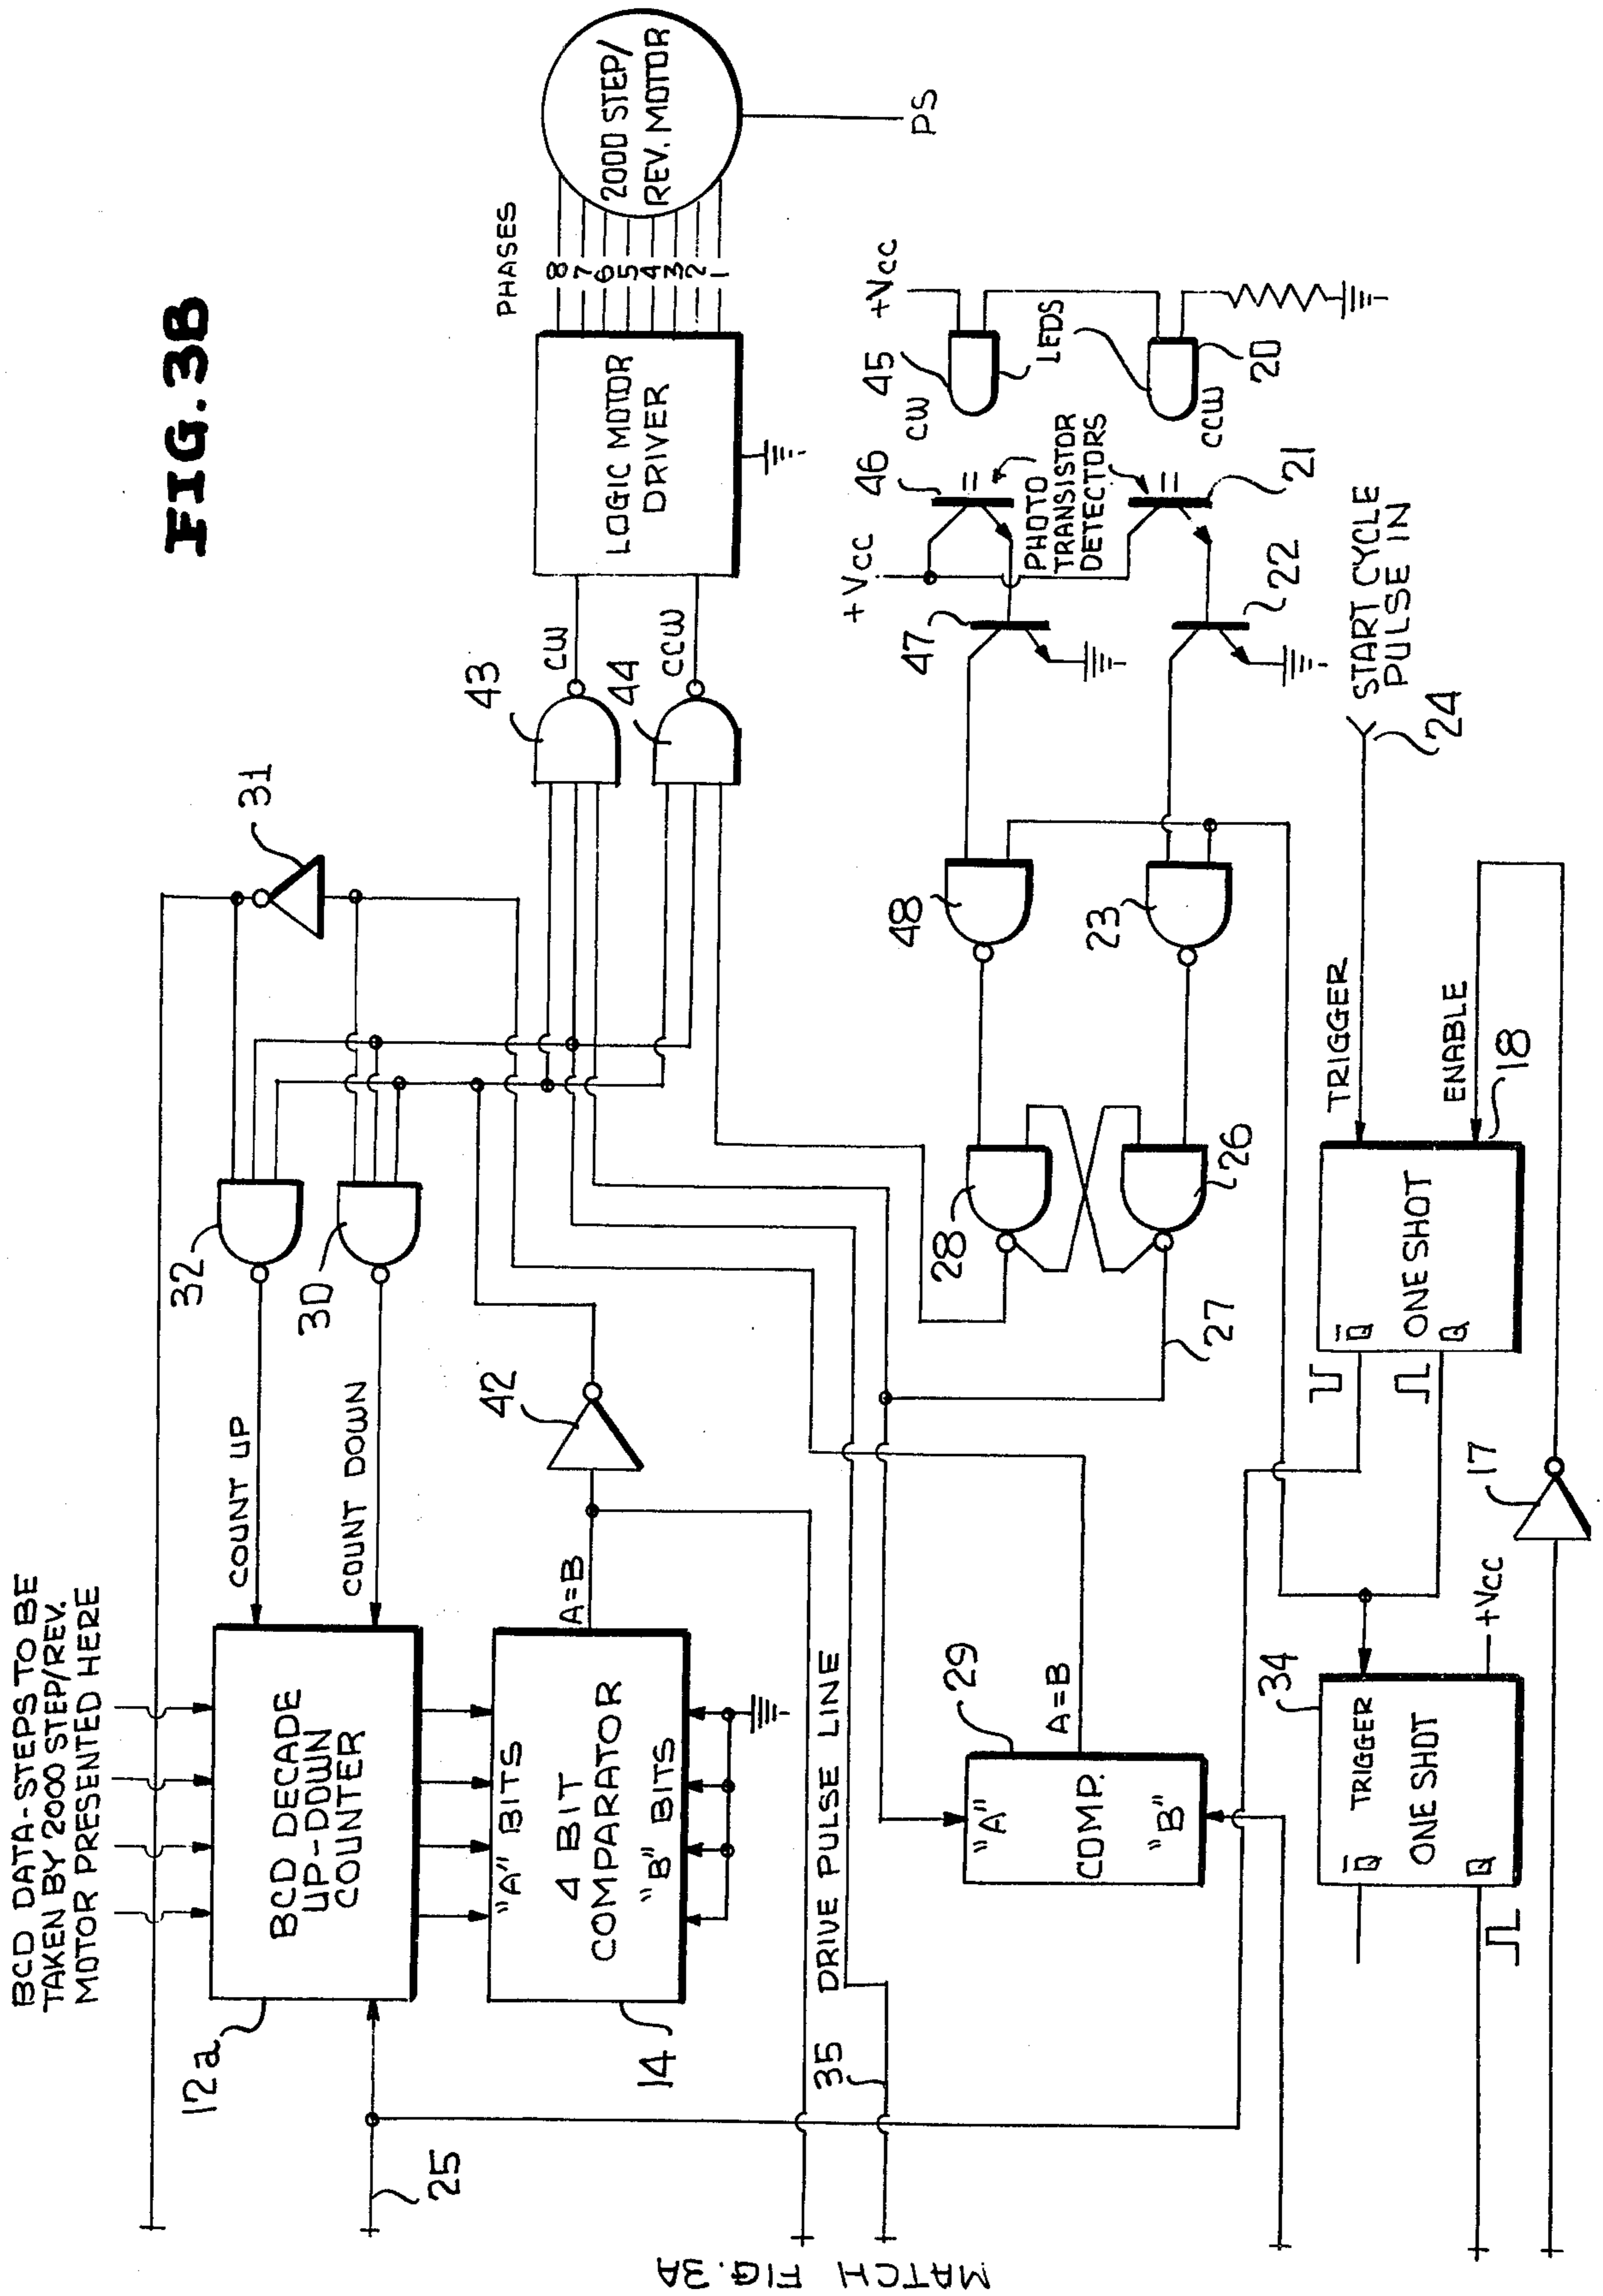 FIG. 3B
BCD DATA-STEPS TO BE
TAKEN BY 2000 STEP/REV.
MOTOR PRESENTED HERE
12a
25
BCD DECADE
UP-DOWN
COUNTER
COUNT UP
COUNT DOWN
32
30
31
"A" BITS
4 BIT
COMPARATOR
"B" BITS
14
A=B
42
43
44
CW
CCW
LOGIC MOTOR
DRIVER
PHASES
8
7
6
5
4
3
2
1
2000 STEP/
REV. MOTOR
PS
DRIVE PULSE LINE
35
29
"A"
COMP.
"B"
A=B
28
26
27
48
23
47
22
+Vcc
46
PHOTO
TRANSISTOR
DETECTORS
21
+Vcc
45
CW
LEDS
CCW
20
START CYCLE
PULSE IN
24
TRIGGER
ENABLE
18
Q̅
ONE SHOT
Q
17
34
TRIGGER
+Vcc
Q̅
ONE SHOT
Q
MATCH FIG. 3A